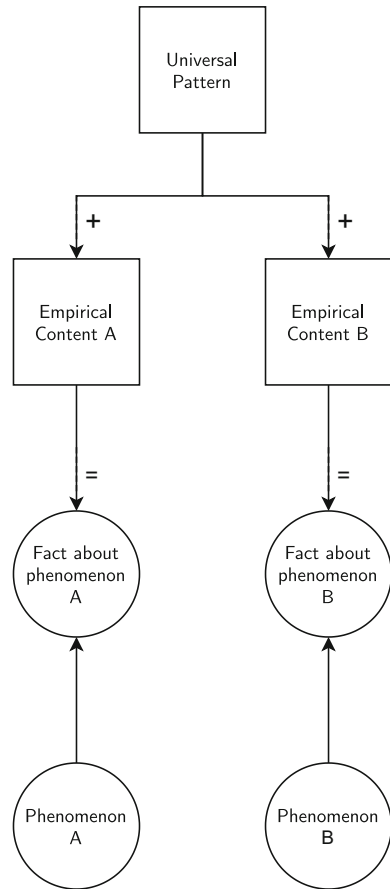 Universal
Pattern
+
+
Empirical
Content A
Empirical
Content B
=
=
Fact about
phenomenon
A
Fact about
phenomenon
B
Phenomenon
A
Phenomenon
B